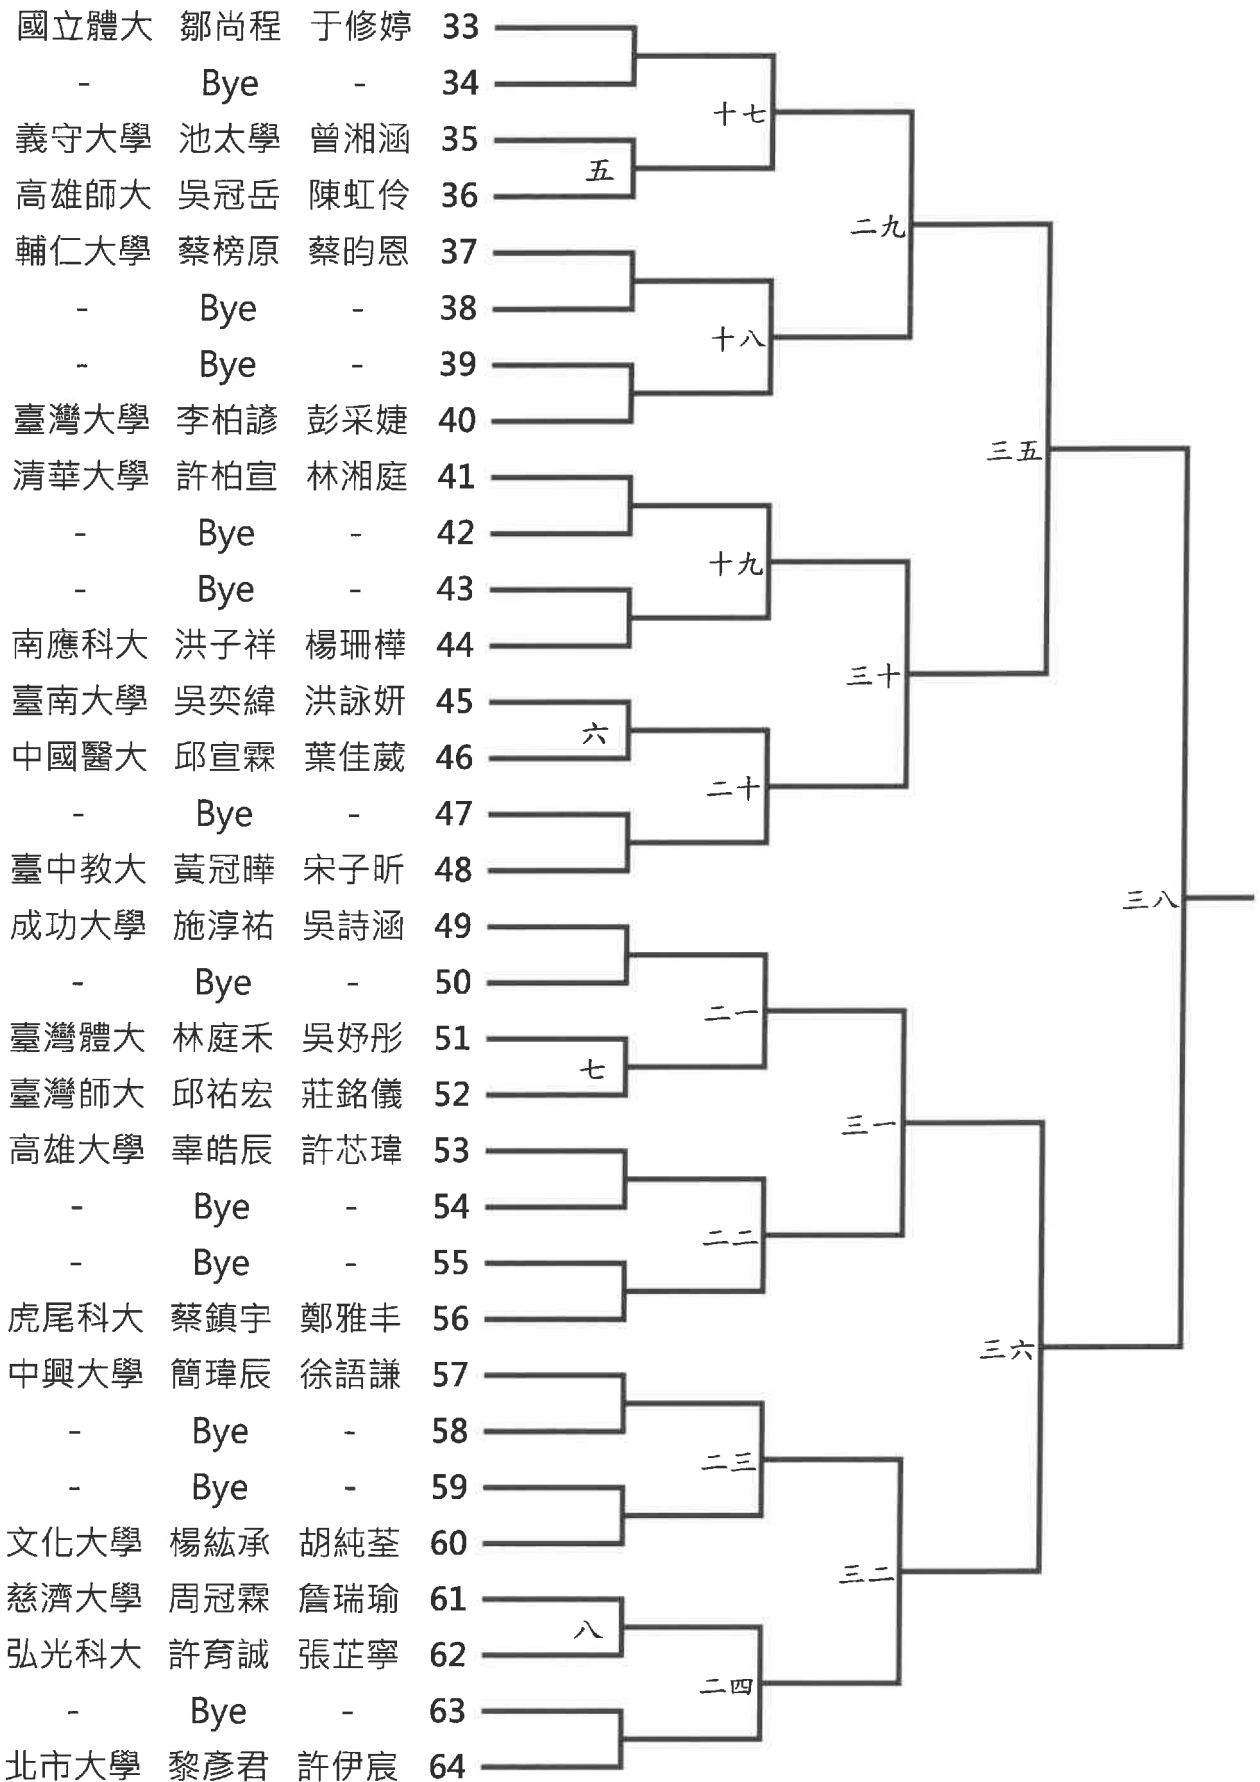 國立體大 鄒尚程 于修婷 33
- Bye - 34
十七
義守大學 池太學 曾湘涵 35
五
高雄師大 吳冠岳 陳虹伶 36
二九
輔仁大學 蔡榜原 蔡昀恩 37
- Bye - 38
十八
- Bye - 39
臺灣大學 李柏諺 彭采婕 40
三五
清華大學 許柏宣 林湘庭 41
- Bye - 42
十九
- Bye - 43
南應科大 洪子祥 楊珊樺 44
三十
臺南大學 吳奕緯 洪詠妍 45
六
中國醫大 邱宣霖 葉佳葳 46
二十
- Bye - 47
臺中教大 黃冠曄 宋子昕 48
三八
成功大學 施淳祐 吳詩涵 49
- Bye - 50
二一
臺灣體大 林庭禾 吳妤彤 51
七
臺灣師大 邱祐宏 莊銘儀 52
三一
高雄大學 辜皓辰 許芯瑋 53
- Bye - 54
二二
- Bye - 55
虎尾科大 蔡鎮宇 鄭雅丰 56
三六
中興大學 簡瑋辰 徐語謙 57
- Bye - 58
二三
- Bye - 59
文化大學 楊紘承 胡純荃 60
三二
慈濟大學 周冠霖 詹瑞瑜 61
八
弘光科大 許育誠 張芷寧 62
二四
- Bye - 63
北市大學 黎彥君 許伊宸 64